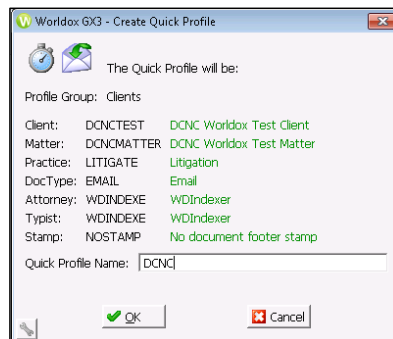 Worldox GX3 - Create Quick Profile
The Quick Profile will be:
Profile Group: Clients
Client: DCNCTEST DCNC Worldox Test Client
Matter: DCNCMATTER DCNC Worldox Test Matter
Practice: LITIGATE Litigation
DocType: EMAIL Email
Attorney: WDINDEXE WDIndexer
Typist: WDINDEXE WDIndexer
Stamp: NOSTAMP No document footer stamp
Quick Profile Name: DCNC
OK Cancel